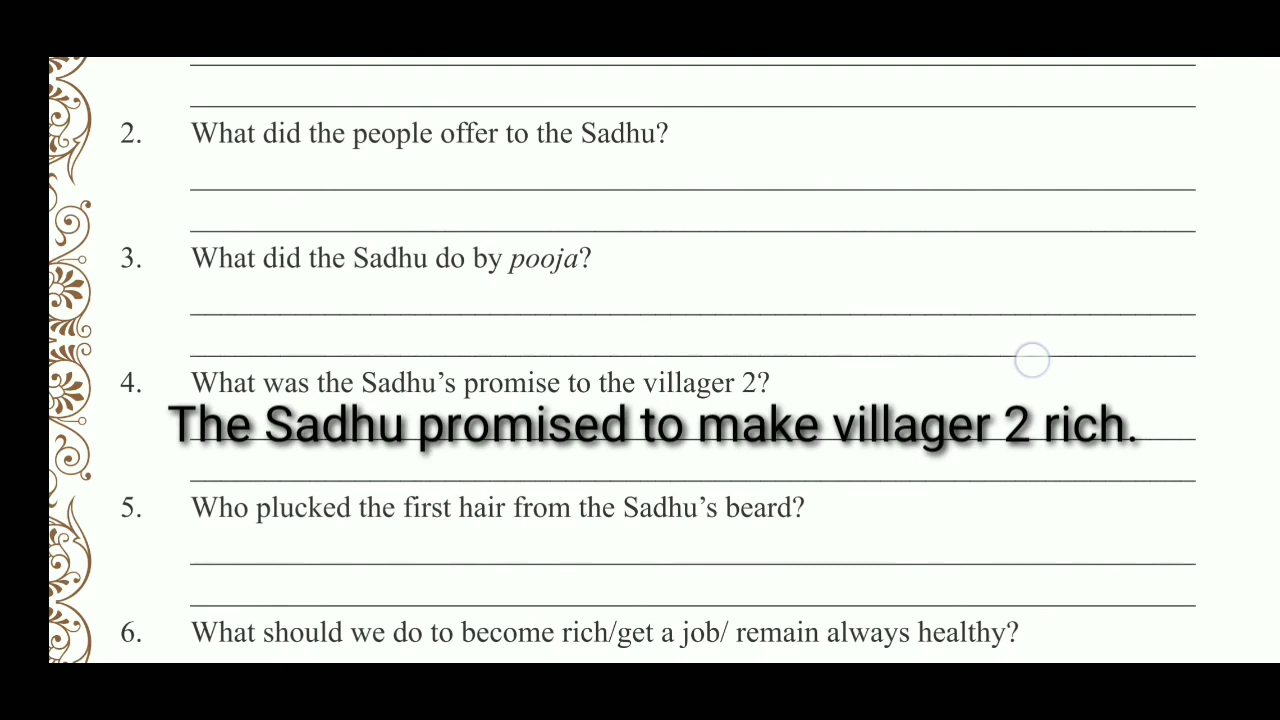 2. What did the people offer to the Sadhu?
3. What did the Sadhu do by pooja?
4. What was the Sadhu’s promise to the villager 2?
The Sadhu promised to make villager 2 rich.
5. Who plucked the first hair from the Sadhu’s beard?
6. What should we do to become rich/get a job/ remain always healthy?